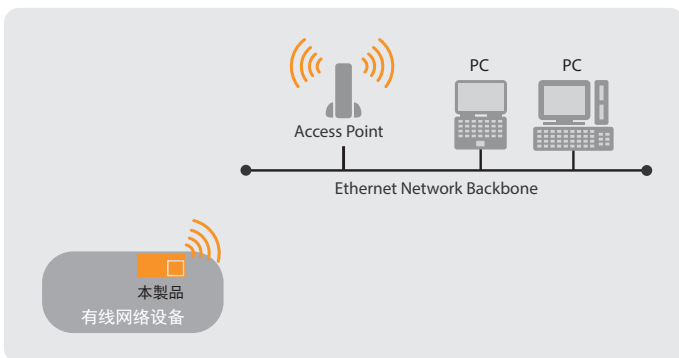 PC PC
Access Point
Ethernet Network Backbone
本製品
有线网络设备